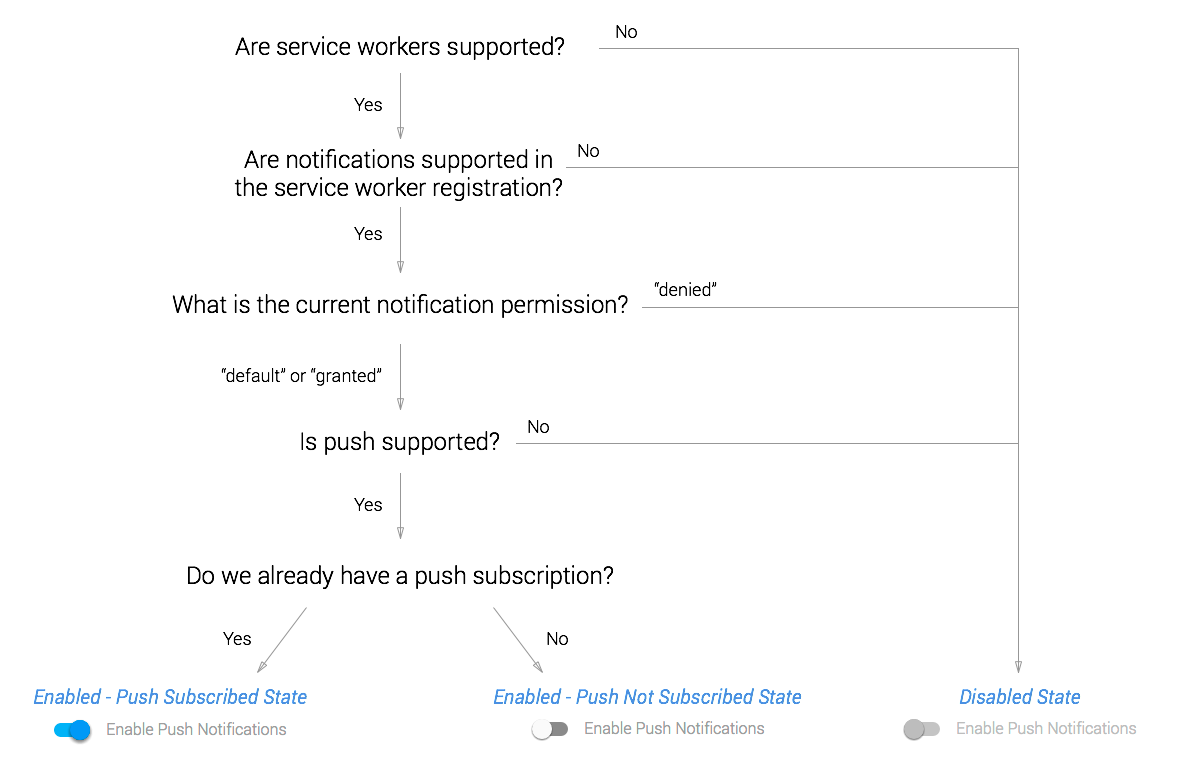 Are service workers supported?
No
Yes
Are notifications supported in
the service worker registration?
No
Yes
What is the current notification permission?
“denied”
“default” or “granted”
Is push supported?
No
Yes
Do we already have a push subscription?
Yes
No
Enabled - Push Subscribed State
Enable Push Notifications
Enabled - Push Not Subscribed State
Enable Push Notifications
Disabled State
Enable Push Notifications